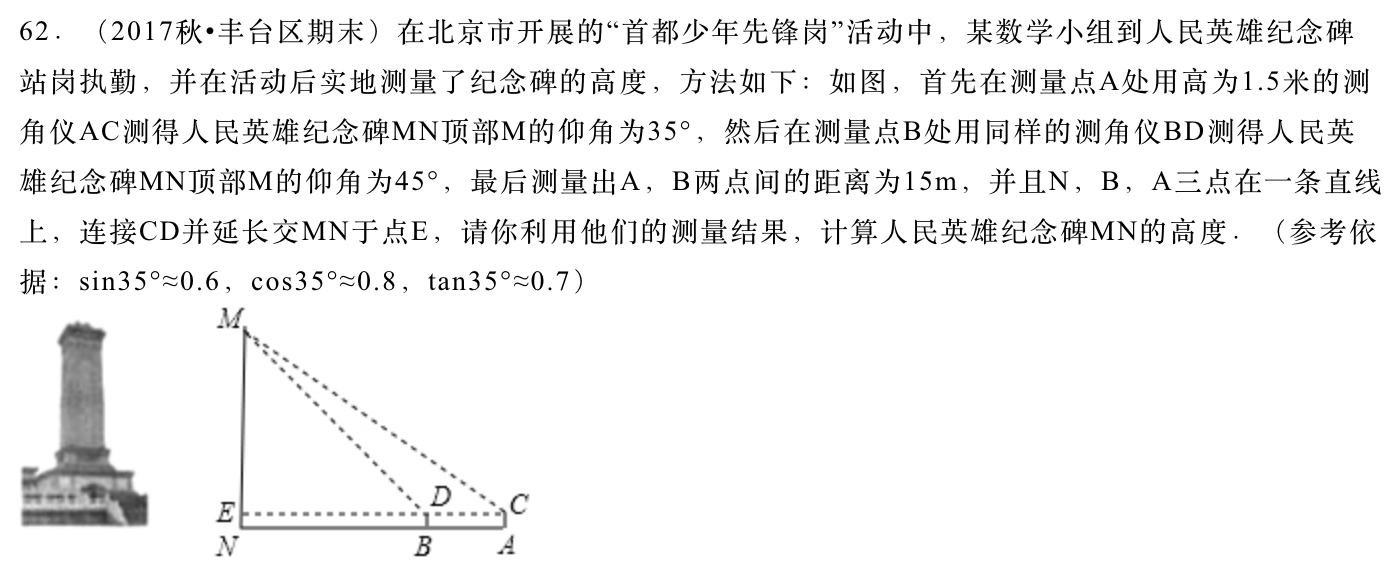 62．（2017秋•丰台区期末）在北京市开展的“首都少年先锋岗”活动中，某数学小组到人民英雄纪念碑
站岗执勤，并在活动后实地测量了纪念碑的高度，方法如下：如图，首先在测量点A处用高为1.5米的测
角仪AC测得人民英雄纪念碑MN顶部M的仰角为35°，然后在测量点B处用同样的测角仪BD测得人民英
雄纪念碑MN顶部M的仰角为45°，最后测量出A，B两点间的距离为15m，并且N，B，A三点在一条直线
上，连接CD并延长交MN于点E，请你利用他们的测量结果，计算人民英雄纪念碑MN的高度．（参考依
据：sin35°≈0.6，cos35°≈0.8，tan35°≈0.7）
M
E D C
N B A